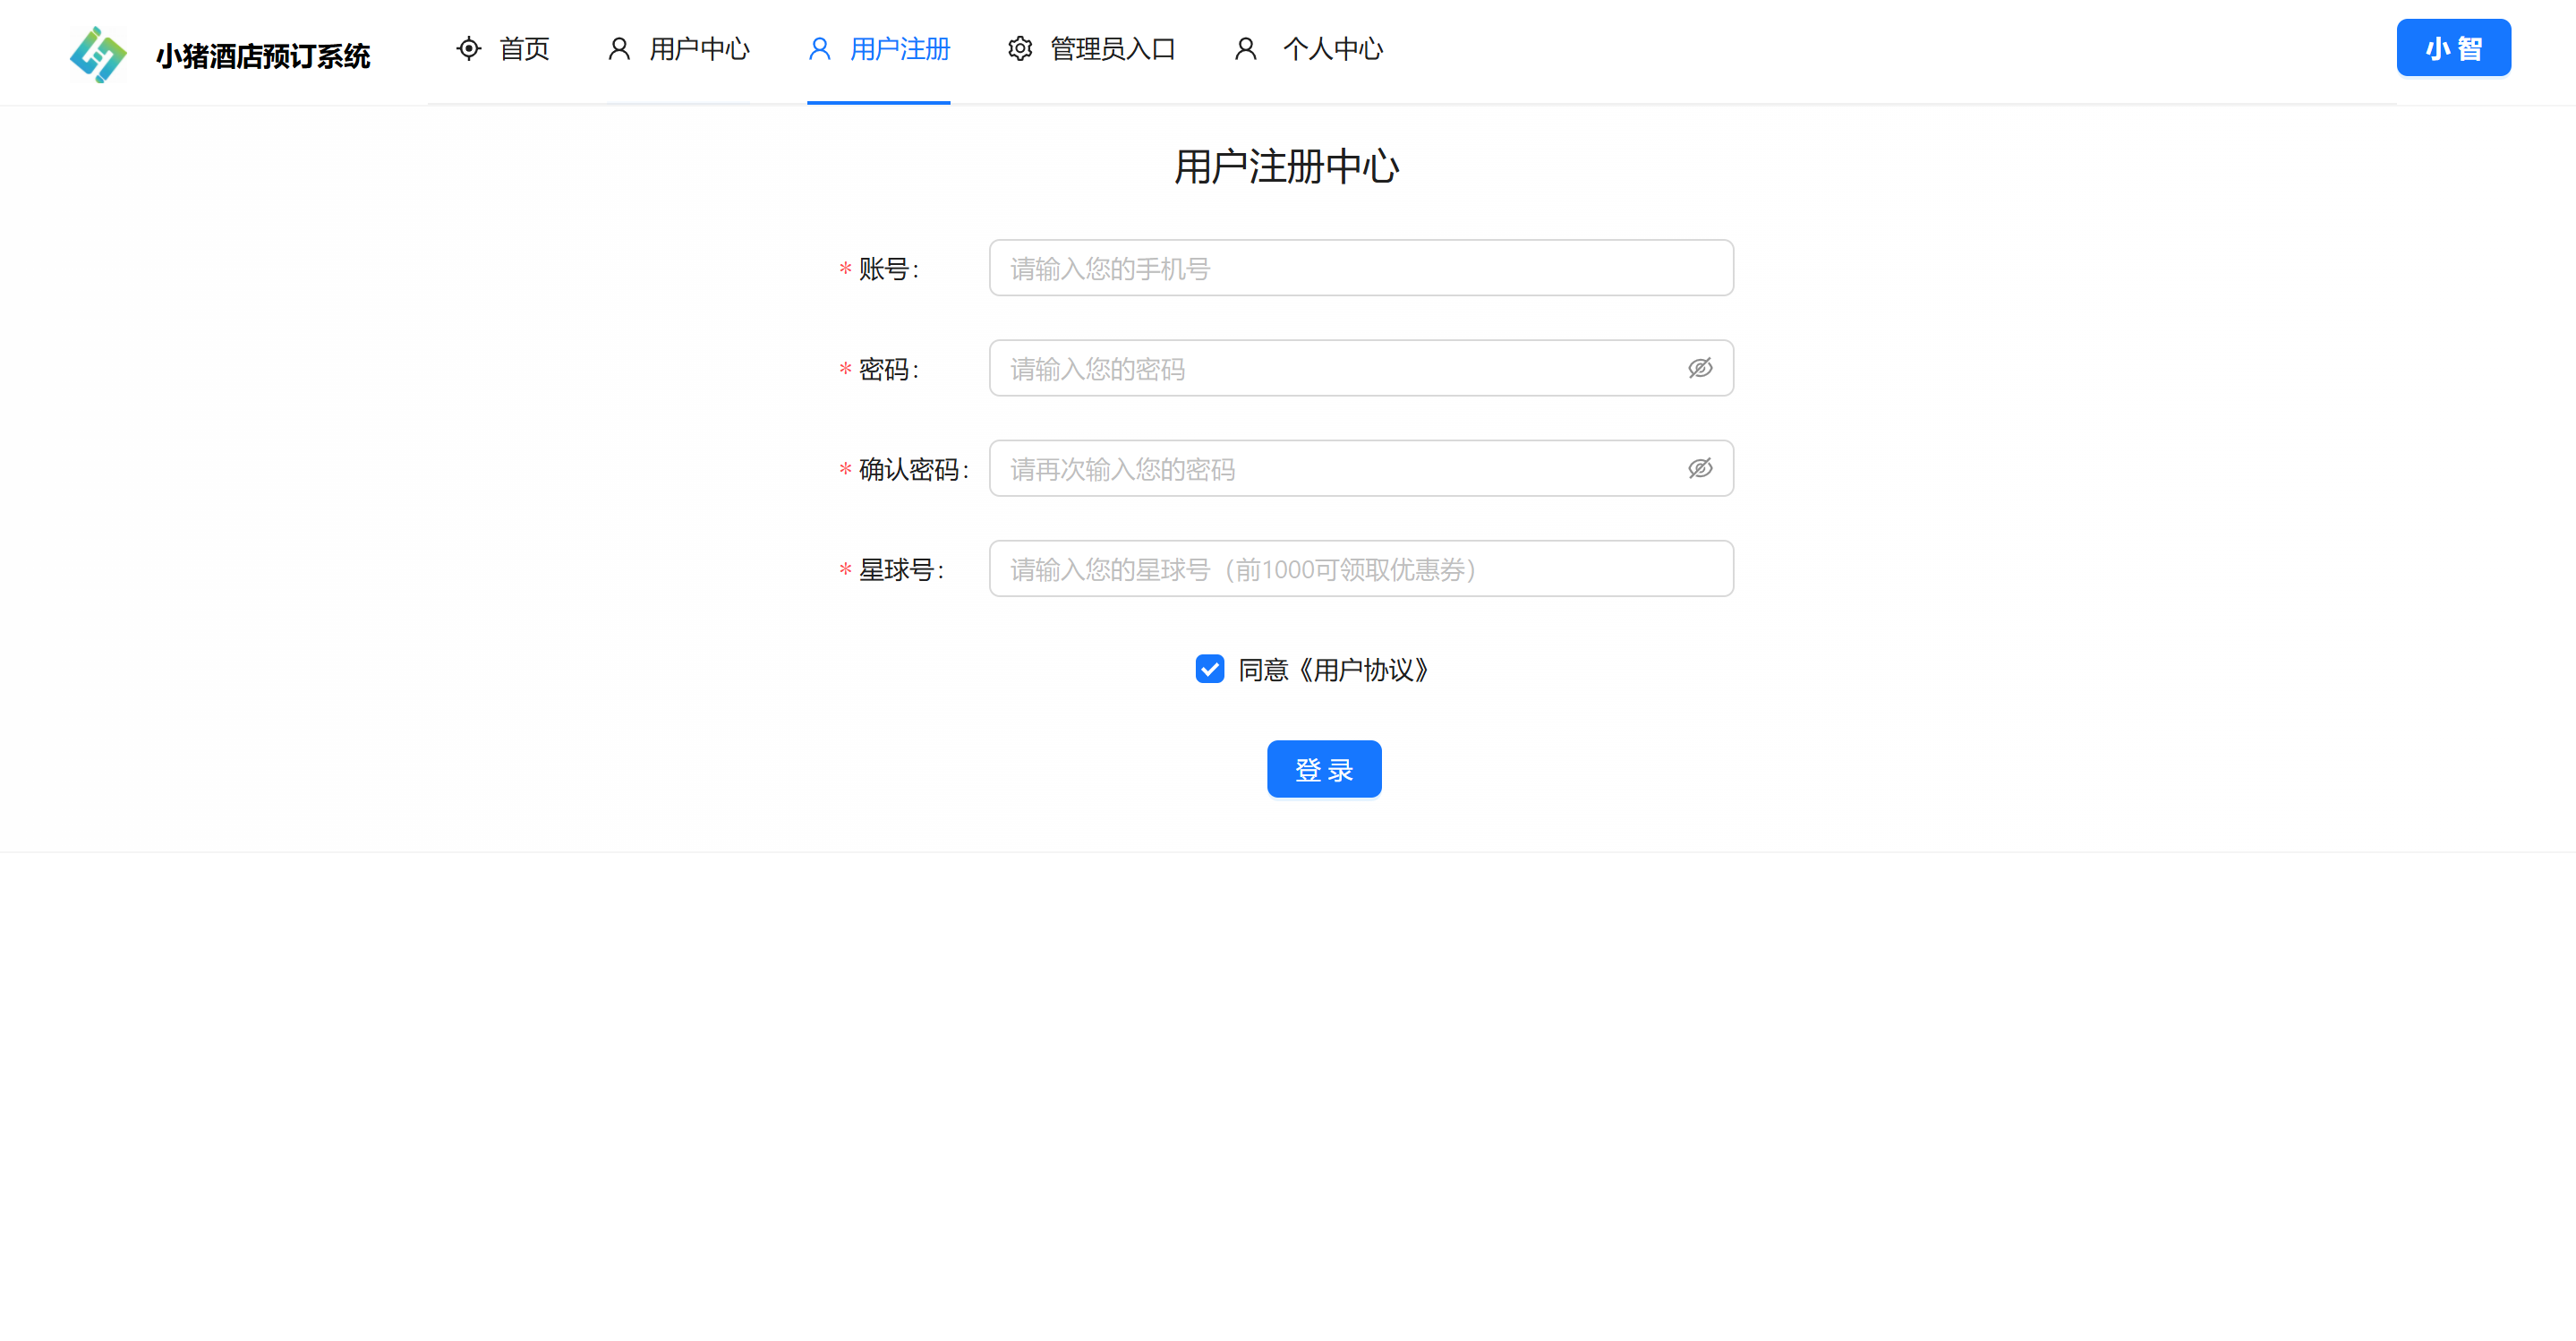 小猪酒店预订系统
首页
用户中心
用户注册
管理员入口
个人中心
小 智
用户注册中心
* 账号:
请输入您的手机号
* 密码:
请输入您的密码
* 确认密码:
请再次输入您的密码
* 星球号:
请输入您的星球号（前1000可领取优惠券）
同意《用户协议》
登 录